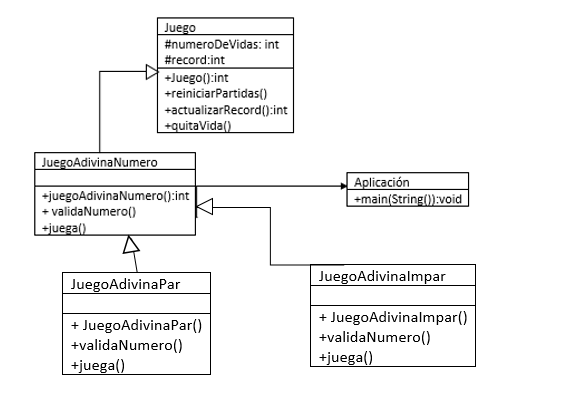 Juego
#numeroDeVidas: int
#record:int
+Juego():int
+reiniciarPartidas()
+actualizarRecord():int
+quitaVida()
JuegoAdivinaNumero
+juegoAdivinaNumero():int
+ validaNumero()
+juega()
Aplicación
+main(String()):void
JuegoAdivinaPar
+ JuegoAdivinaPar()
+validaNumero()
+juega()
JuegoAdivinaImpar
+ JuegoAdivinaImpar()
+validaNumero()
+juega()